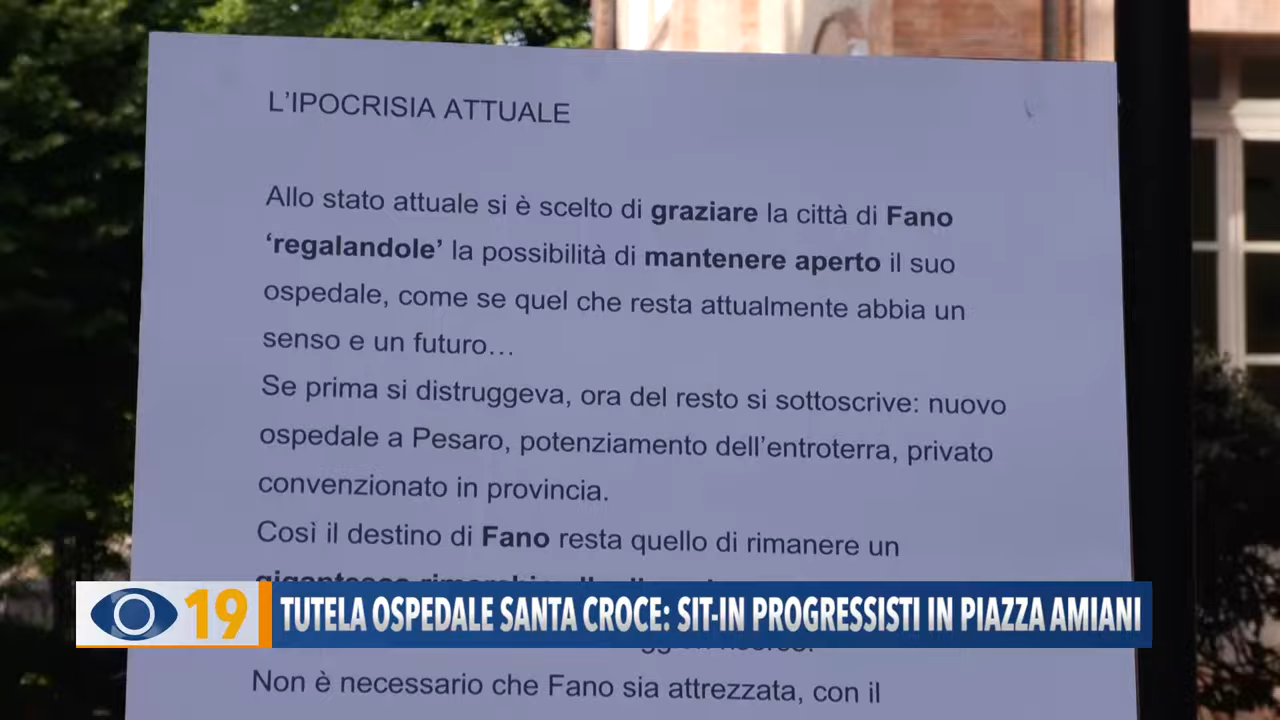 L'IPOCRISIA ATTUALE
Allo stato attuale si è scelto di graziare la città di Fano
‘regalandole’ la possibilità di mantenere aperto il suo
ospedale, come se quel che resta attualmente abbia un
senso e un futuro…
Se prima si distruggeva, ora del resto si sottoscrive: nuovo
ospedale a Pesaro, potenziamento dell’entroterra, privato
convenzionato in provincia.
Così il destino di Fano resta quello di rimanere un
19 TUTELA OSPEDALE SANTA CROCE: SIT-IN PROGRESSISTI IN PIAZZA AMIANI
Non è necessario che Fano sia attrezzata, con il